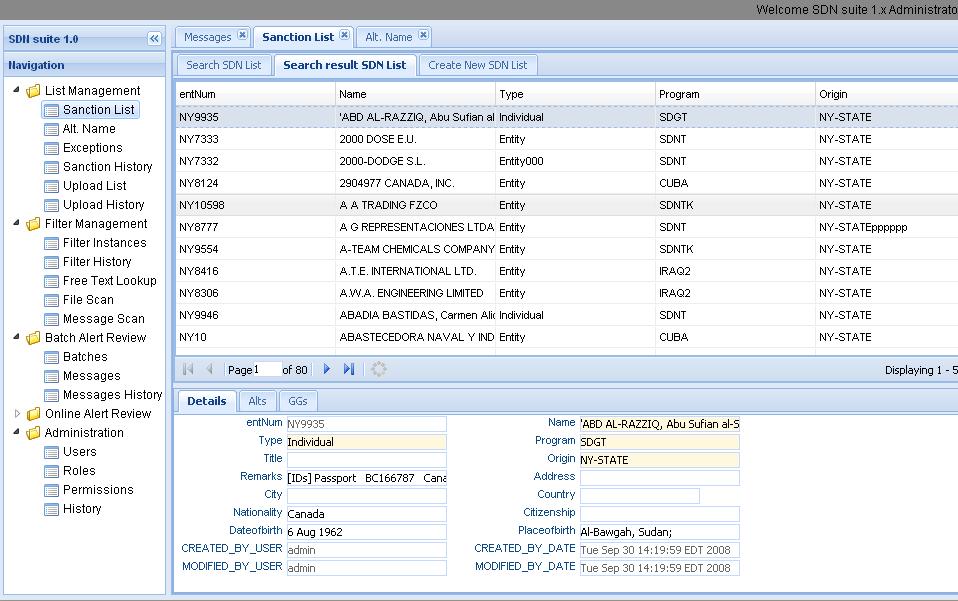 Welcome SDN suite 1.x Administrato
SDN suite 1.0
Navigation
List Management
Sanction List
Alt. Name
Exceptions
Sanction History
Upload List
Upload History
Filter Management
Filter Instances
Filter History
Free Text Lookup
File Scan
Message Scan
Batch Alert Review
Batches
Messages
Messages History
Online Alert Review
Administration
Users
Roles
Permissions
History
Messages Sanction List Alt. Name
Search SDN List Search result SDN List Create New SDN List
entNum Name Type Program Origin
NY9935 'ABD AL-RAZZIQ, Abu Sufian al Individual SDGT NY-STATE
NY7333 2000 DOSE E.U. Entity SDNT NY-STATE
NY7332 2000-DODGE S.L. Entity000 SDNT NY-STATE
NY8124 2904977 CANADA, INC. Entity CUBA NY-STATE
NY10598 A A TRADING FZCO Entity SDNTK NY-STATE
NY8777 A G REPRESENTACIONES LTDA Entity SDNT NY-STATEpppppp
NY9554 A-TEAM CHEMICALS COMPANY Entity SDNTK NY-STATE
NY8416 A.T.E. INTERNATIONAL LTD. Entity IRAQ2 NY-STATE
NY8306 A.W.A. ENGINEERING LIMITED Entity IRAQ2 NY-STATE
NY9946 ABADIA BASTIDAS, Carmen Alic Individual SDNT NY-STATE
NY10 ABASTECEDORA NAVAL Y IND Entity CUBA NY-STATE
Page 1 of 80 Displaying 1 - 5
Details Alts GGs
entNum NY9935 Name 'ABD AL-RAZZIQ, Abu Sufian al-S
Type Individual Program SDGT
Title Origin NY-STATE
Remarks [IDs] Passport BC166787 Cana Address
City Country
Nationality Canada Citizenship
Dateofbirth 6 Aug 1962 Placeofbirth Al-Bawgah, Sudan;
CREATED_BY_USER admin CREATED_BY_DATE Tue Sep 30 14:19:59 EDT 2008
MODIFIED_BY_USER admin MODIFIED_BY_DATE Tue Sep 30 14:19:59 EDT 2008